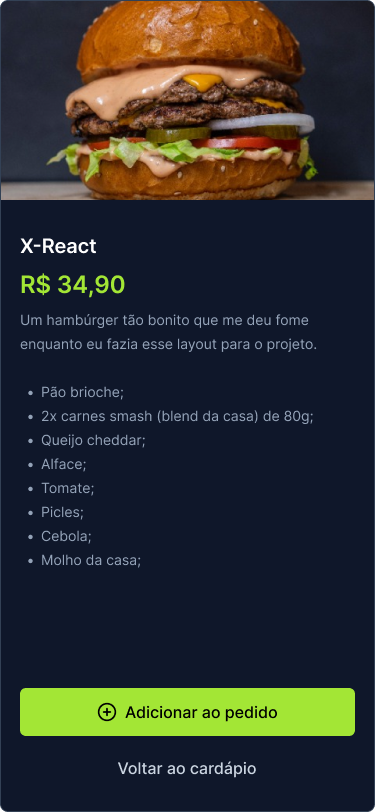 X-React
R$ 34,90
Um hambúrger tão bonito que me deu fome
enquanto eu fazia esse layout para o projeto.
• Pão brioche;
• 2x carnes smash (blend da casa) de 80g;
• Queijo cheddar;
• Alface;
• Tomate;
• Picles;
• Cebola;
• Molho da casa;
Adicionar ao pedido
Voltar ao cardápio